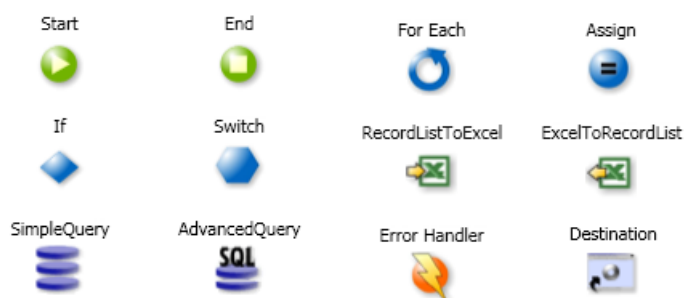 Start
End
For Each
Assign
If
Switch
RecordListToExcel
ExcelToRecordList
SimpleQuery
AdvancedQuery
SQL
Error Handler
Destination